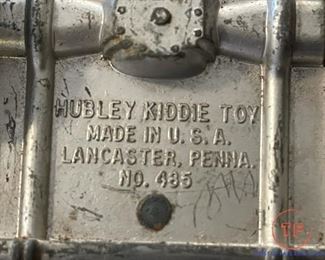 HUBLEY KIDDIE TOY
MADE IN U.S.A.
LANCASTER, PENNA.
NO. 485